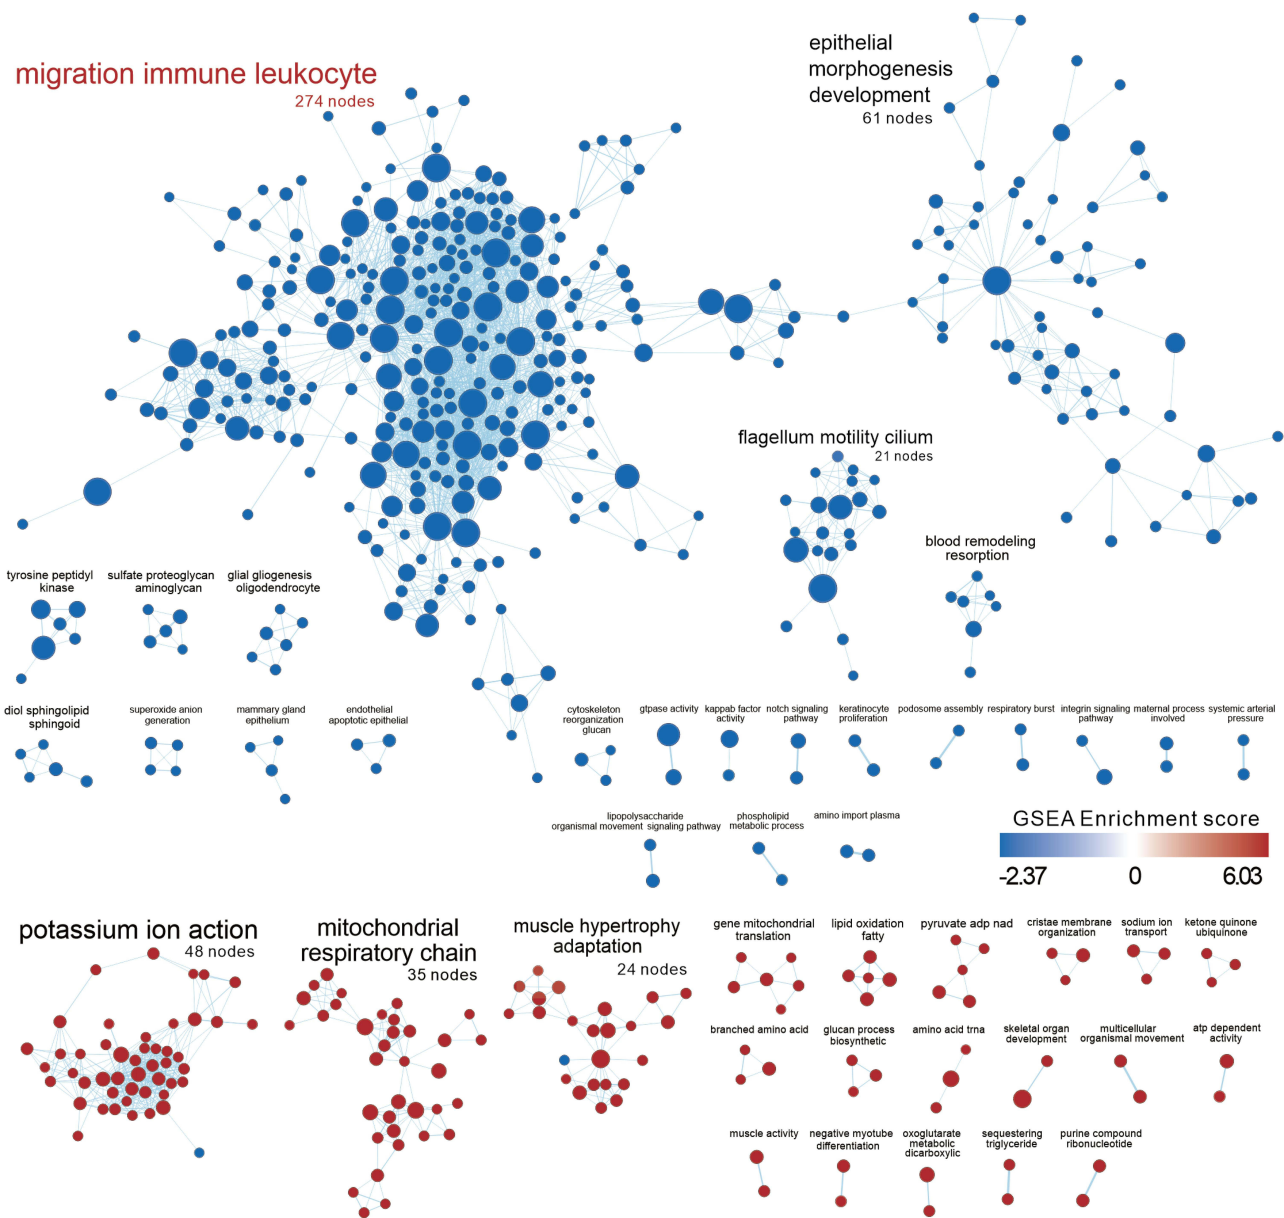 migration immune leukocyte
274 nodes
epithelial
morphogenesis
development
61 nodes
flagellum motility cilium
21 nodes
blood remodeling
resorption
tyrosine peptidyl
kinase
sulfate proteoglycan
aminoglycan
glial gliogenesis
oligodendrocyte
diol sphingolipid
sphingoid
superoxide anion
generation
mammary gland
epithelium
endothelial
apoptotic epithelial
cytoskeleton
reorganization
glucan
gtpase activity
kappab factor
activity
notch signaling
pathway
keratinocyte
proliferation
podosome assembly
respiratory burst
integrin signaling
pathway
maternal process
involved
systemic arterial
pressure
lipopolysaccharide
organismal movement signaling pathway
phospholipid
metabolic process
amino import plasma
GSEA Enrichment score
-2.37 0 6.03
potassium ion action
48 nodes
mitochondrial
respiratory chain
35 nodes
muscle hypertrophy
adaptation
24 nodes
gene mitochondrial
translation
lipid oxidation
fatty
pyruvate adp nad
cristae membrane
organization
sodium ion
transport
ketone quinone
ubiquinone
branched amino acid
glucan process
biosynthetic
amino acid trna
skeletal organ
development
multicellular
organismal movement
atp dependent
activity
muscle activity
negative myotube
differentiation
oxoglutarate
metabolic
dicarboxylic
sequestering
triglyceride
purine compound
ribonucleotide